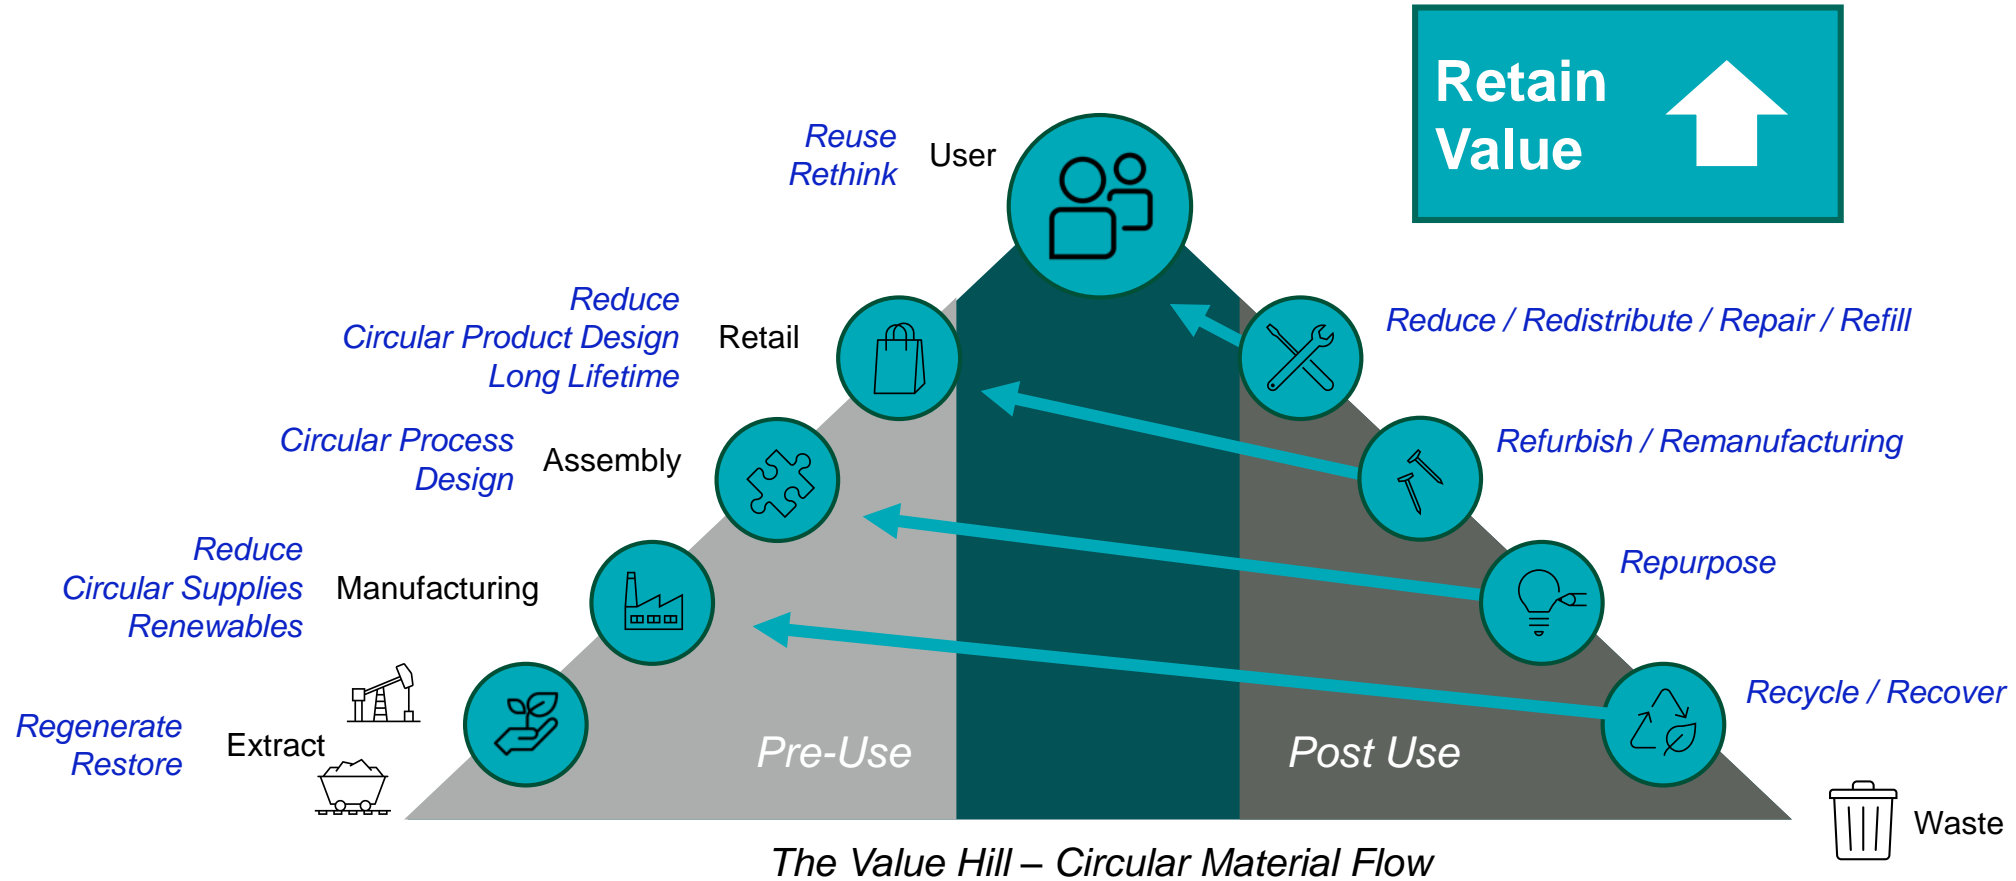 Retain
Value
Reuse
Rethink
User
Reduce
Circular Product Design
Long Lifetime
Retail
Reduce / Redistribute / Repair / Refill
Circular Process
Design
Assembly
Refurbish / Remanufacturing
Reduce
Circular Supplies
Renewables
Manufacturing
Repurpose
Regenerate
Restore
Extract
Recycle / Recover
Pre-Use
Post Use
Waste
The Value Hill – Circular Material Flow